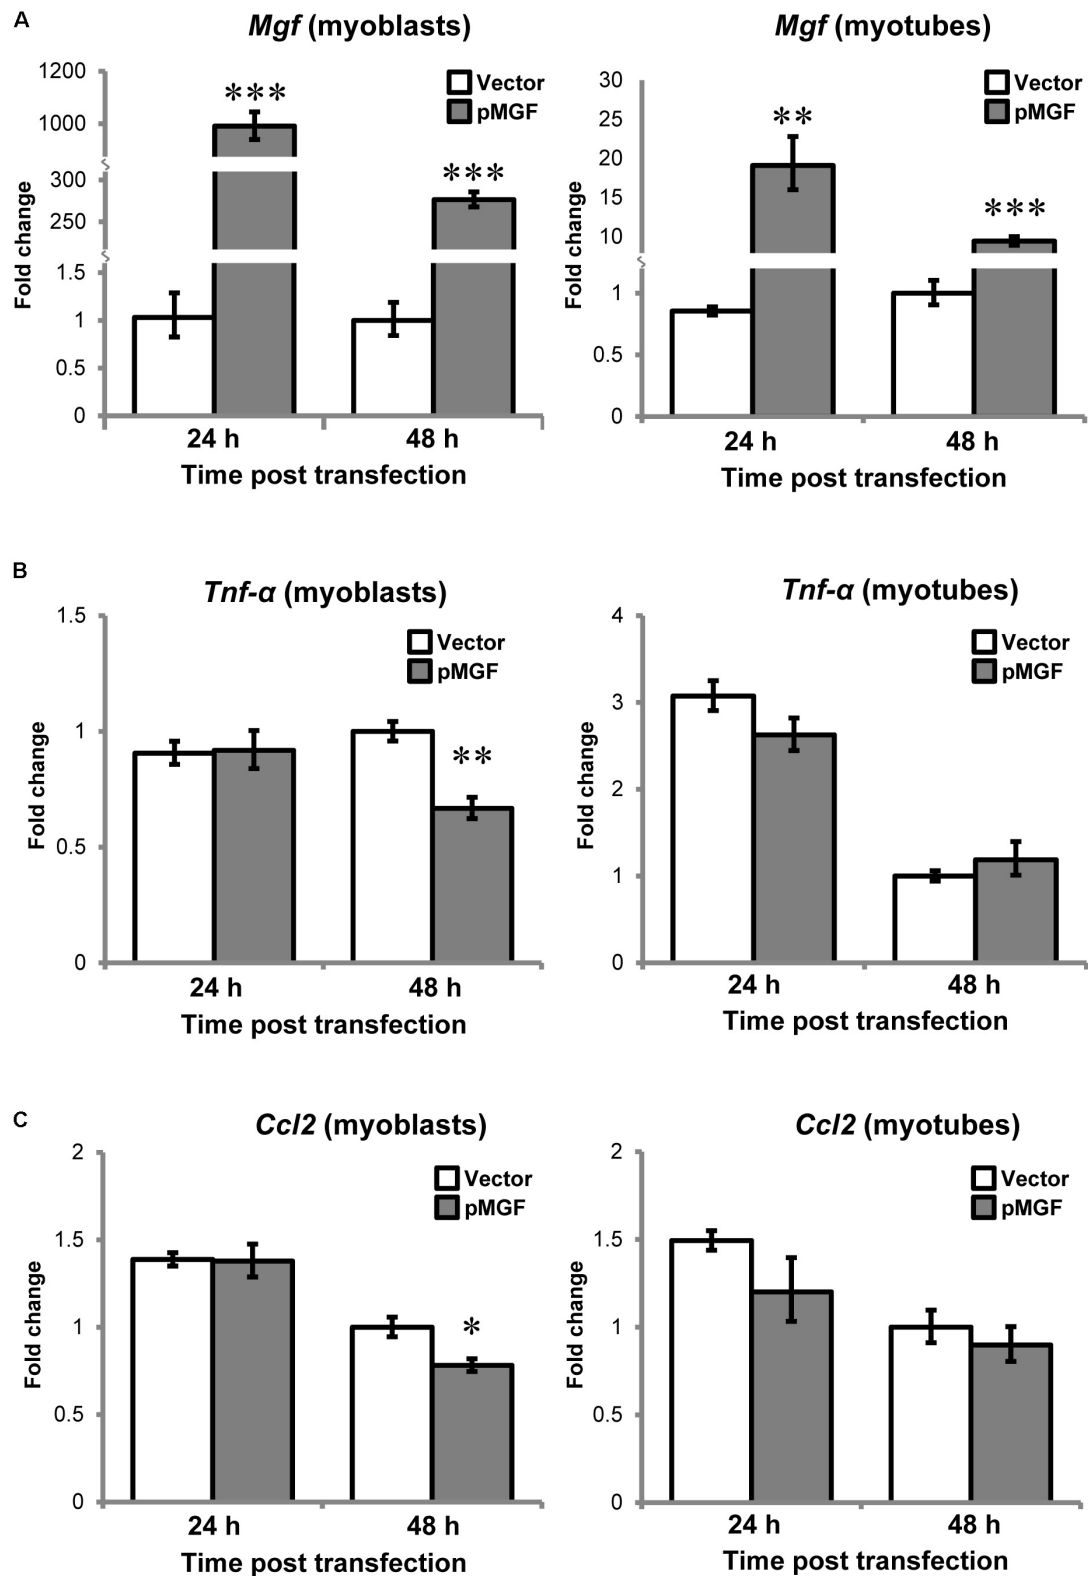 A
Mgf (myoblasts)
1200
1000
300
250
1.5
1
0.5
0
Fold change
***
***
Vector
pMGF
24 h
48 h
Time post transfection
Mgf (myotubes)
30
25
20
15
10
1
0.5
0
Fold change
**
***
Vector
pMGF
24 h
48 h
Time post transfection
B
Tnf-α (myoblasts)
1.5
1
0.5
0
Fold change
**
Vector
pMGF
24 h
48 h
Time post transfection
Tnf-α (myotubes)
4
3
2
1
0
Fold change
Vector
pMGF
24 h
48 h
Time post transfection
C
Ccl2 (myoblasts)
2
1.5
1
0.5
0
Fold change
*
Vector
pMGF
24 h
48 h
Time post transfection
Ccl2 (myotubes)
2
1.5
1
0.5
0
Fold change
Vector
pMGF
24 h
48 h
Time post transfection